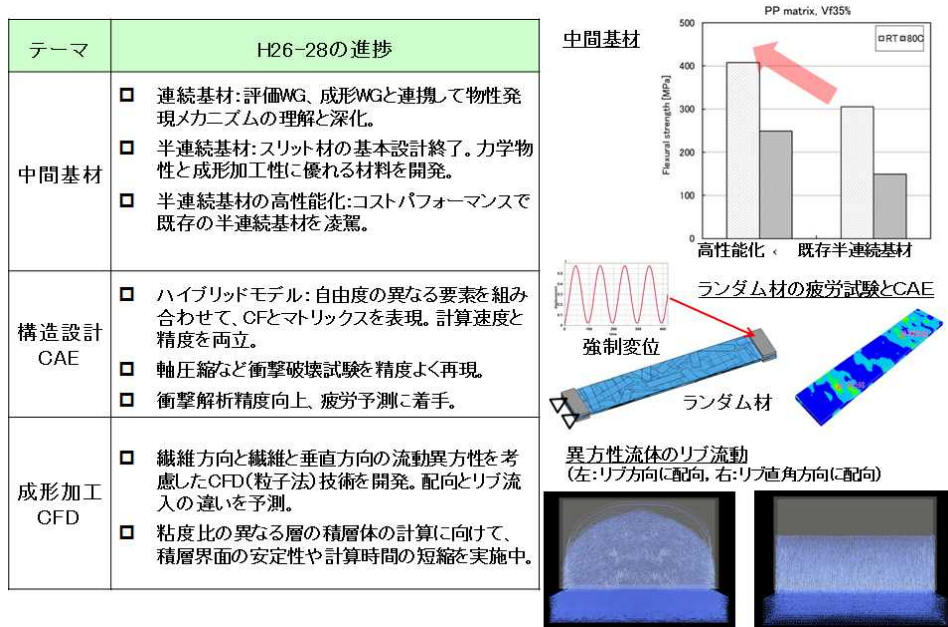 テーマ
H26-28の進捗
中間基材
連続基材：評価WG、成形WGと連携して物性発
現メカニズムの理解と深化。
半連続基材：スリット材の基本設計終了。力学物
性と成形加工性に優れる材料を開発。
半連続基材の高性能化：コストパフォーマンスで
既存の半連続基材を凌駕。
構造設計
CAE
ハイブリッドモデル：自由度の異なる要素を組み
合わせて、CFとマトリックスを表現。計算速度と
精度を両立。
軸圧縮など衝撃破壊試験を精度よく再現。
衝撃解析精度向上、疲労予測に着手。
成形加工
CFD
繊維方向と繊維と垂直方向の流動異方性を考
慮したCFD（粒子法）技術を開発。配向とリブ流
入の違いを予測。
粘度比の異なる層の積層体の計算に向けて、
積層界面の安定性や計算時間の短縮を実施中。
中間基材
PP matrix, Vf35%
RT 80C
Flexural strength [MPa]
500
400
300
200
100
0
高性能化 既存半連続基材
ランダム材の疲労試験とCAE
強制変位
ランダム材
異方性流体のリブ流動
（左：リブ方向に配向，右：リブ直角方向に配向）